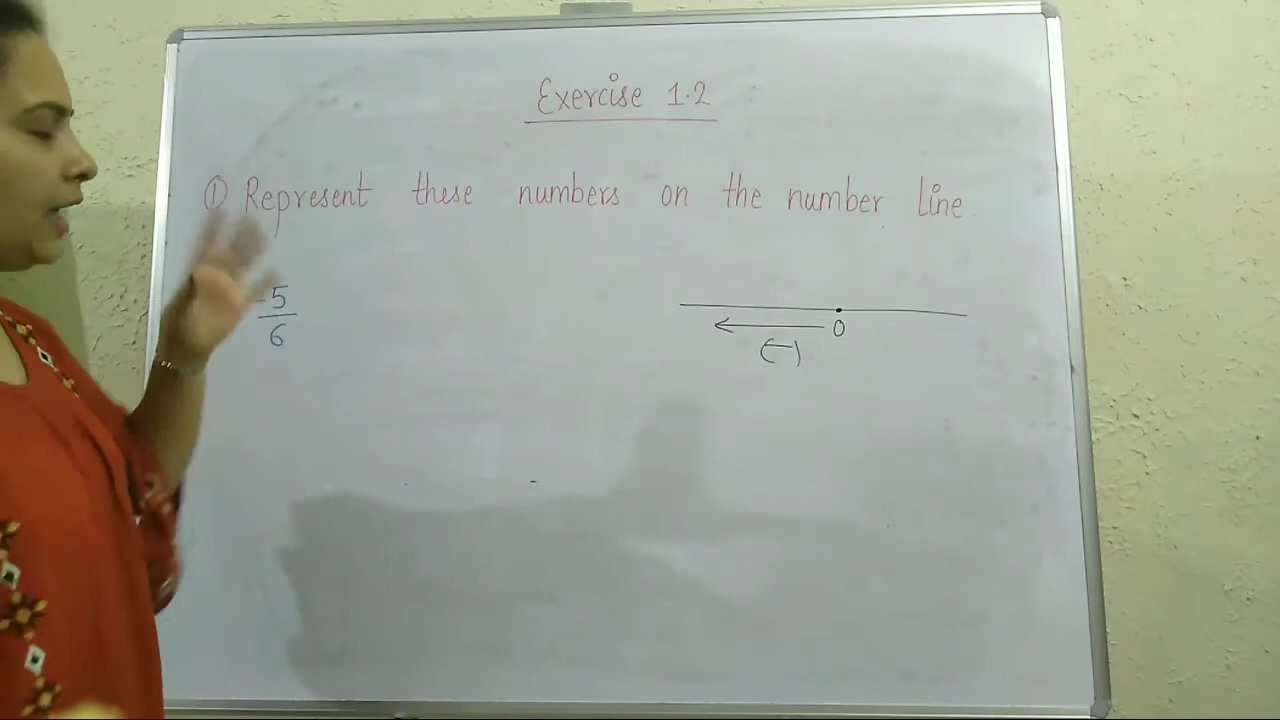 Exercise 1.2
① Represent these numbers on the number line
-5
6
0
(-)